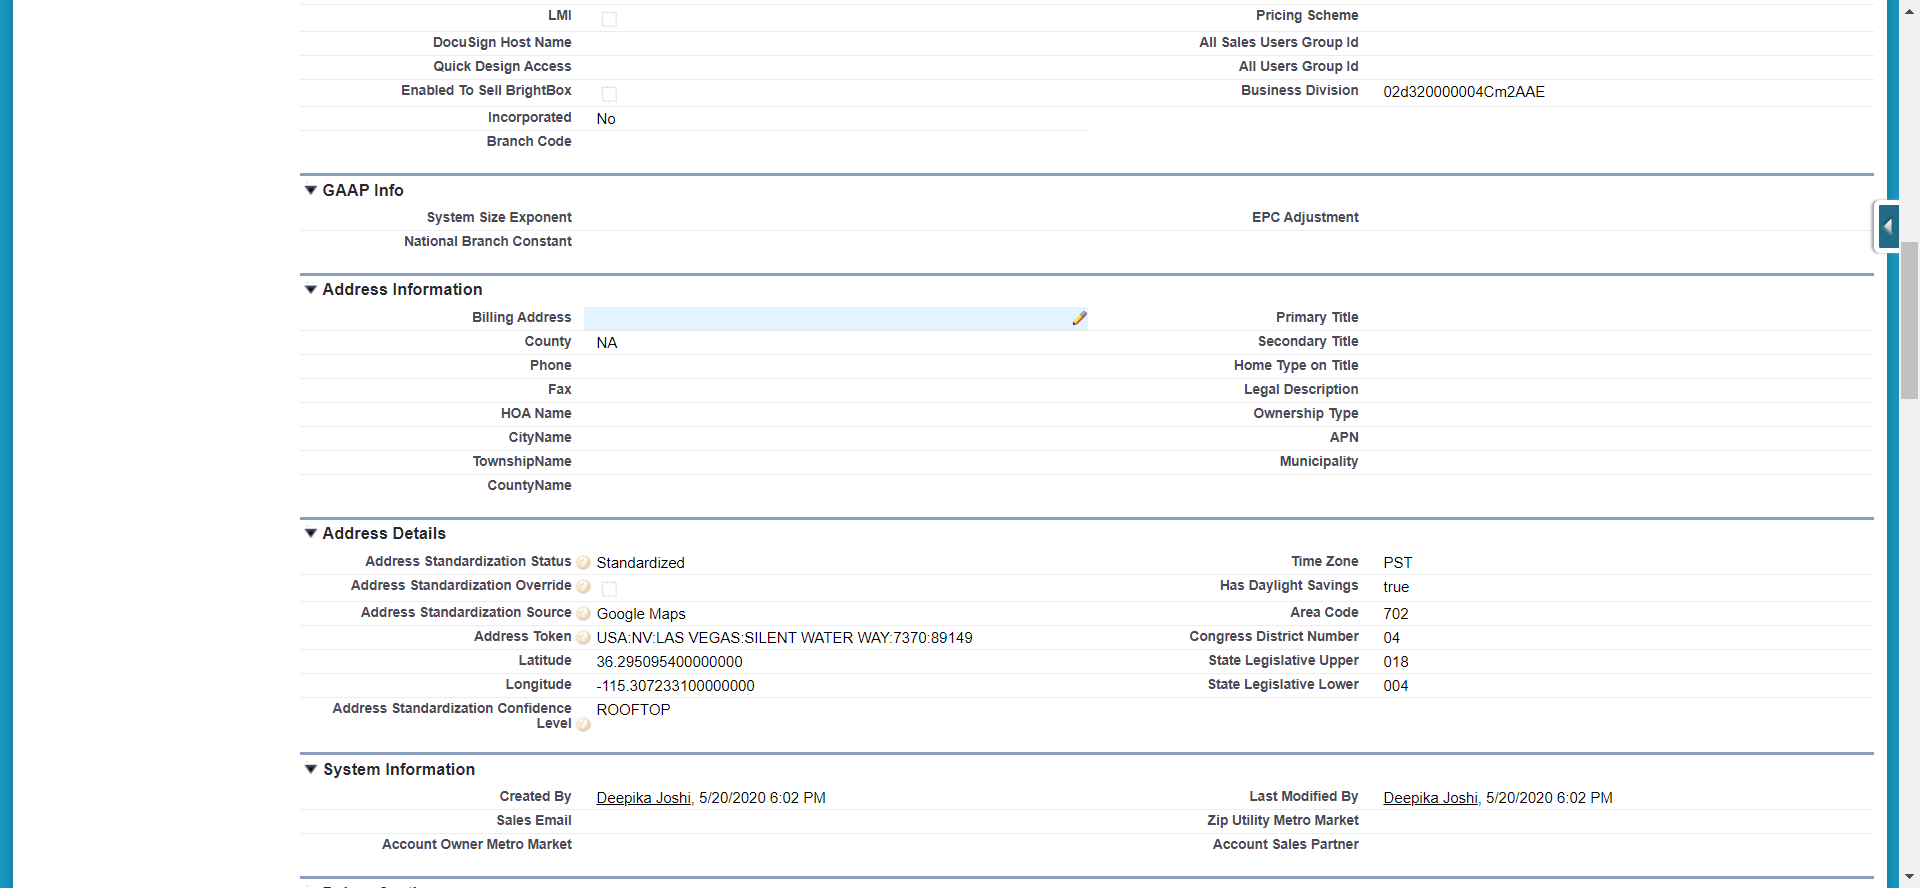 LMI Pricing Scheme
DocuSign Host Name All Sales Users Group Id
Quick Design Access All Users Group Id
Enabled To Sell BrightBox Business Division 02d320000004Cm2AAE
Incorporated No
Branch Code
GAAP Info
System Size Exponent EPC Adjustment
National Branch Constant
Address Information
Billing Address Primary Title
County NA Secondary Title
Phone Home Type on Title
Fax Legal Description
HOA Name Ownership Type
CityName APN
TownshipName Municipality
CountyName
Address Details
Address Standardization Status ? Standardized Time Zone PST
Address Standardization Override ? Has Daylight Savings true
Address Standardization Source ? Google Maps Area Code 702
Address Token ? USA:NV:LAS VEGAS:SILENT WATER WAY:7370:89149 Congress District Number 04
Latitude 36.295095400000000 State Legislative Upper 018
Longitude -115.307233100000000 State Legislative Lower 004
Address Standardization Confidence ROOFTOP
Level ?
System Information
Created By Deepika Joshi, 5/20/2020 6:02 PM Last Modified By Deepika Joshi, 5/20/2020 6:02 PM
Sales Email Zip Utility Metro Market
Account Owner Metro Market Account Sales Partner